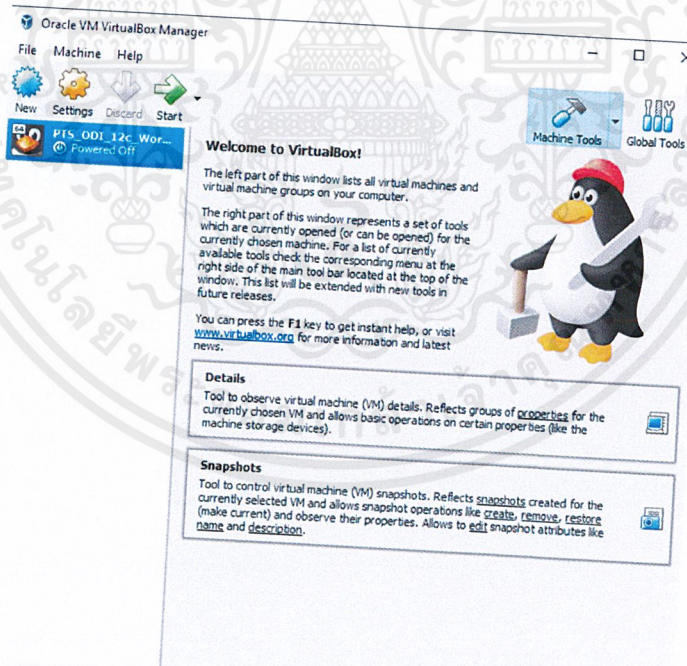 Oracle VM VirtualBox Manager
File Machine Help
New Settings Discard Start
Machine Tools Global Tools
64
PTS_ODI_12c_Wor...
Powered Off
Welcome to VirtualBox!
The left part of this window lists all virtual machines and
virtual machine groups on your computer.
The right part of this window represents a set of tools
which are currently opened (or can be opened) for the
currently chosen machine. For a list of currently
available tools check the corresponding menu at the
right side of the main tool bar located at the top of the
window. This list will be extended with new tools in
future releases.
You can press the F1 key to get instant help, or visit
www.virtualbox.org for more information and latest
news.
Details
Tool to observe virtual machine (VM) details. Reflects groups of properties for the
currently chosen VM and allows basic operations on certain properties (like the
machine storage devices).
Snapshots
Tool to control virtual machine (VM) snapshots. Reflects snapshots created for the
currently selected VM and allows snapshot operations like create, remove, restore
(make current) and observe their properties. Allows to edit snapshot attributes like
name and description.